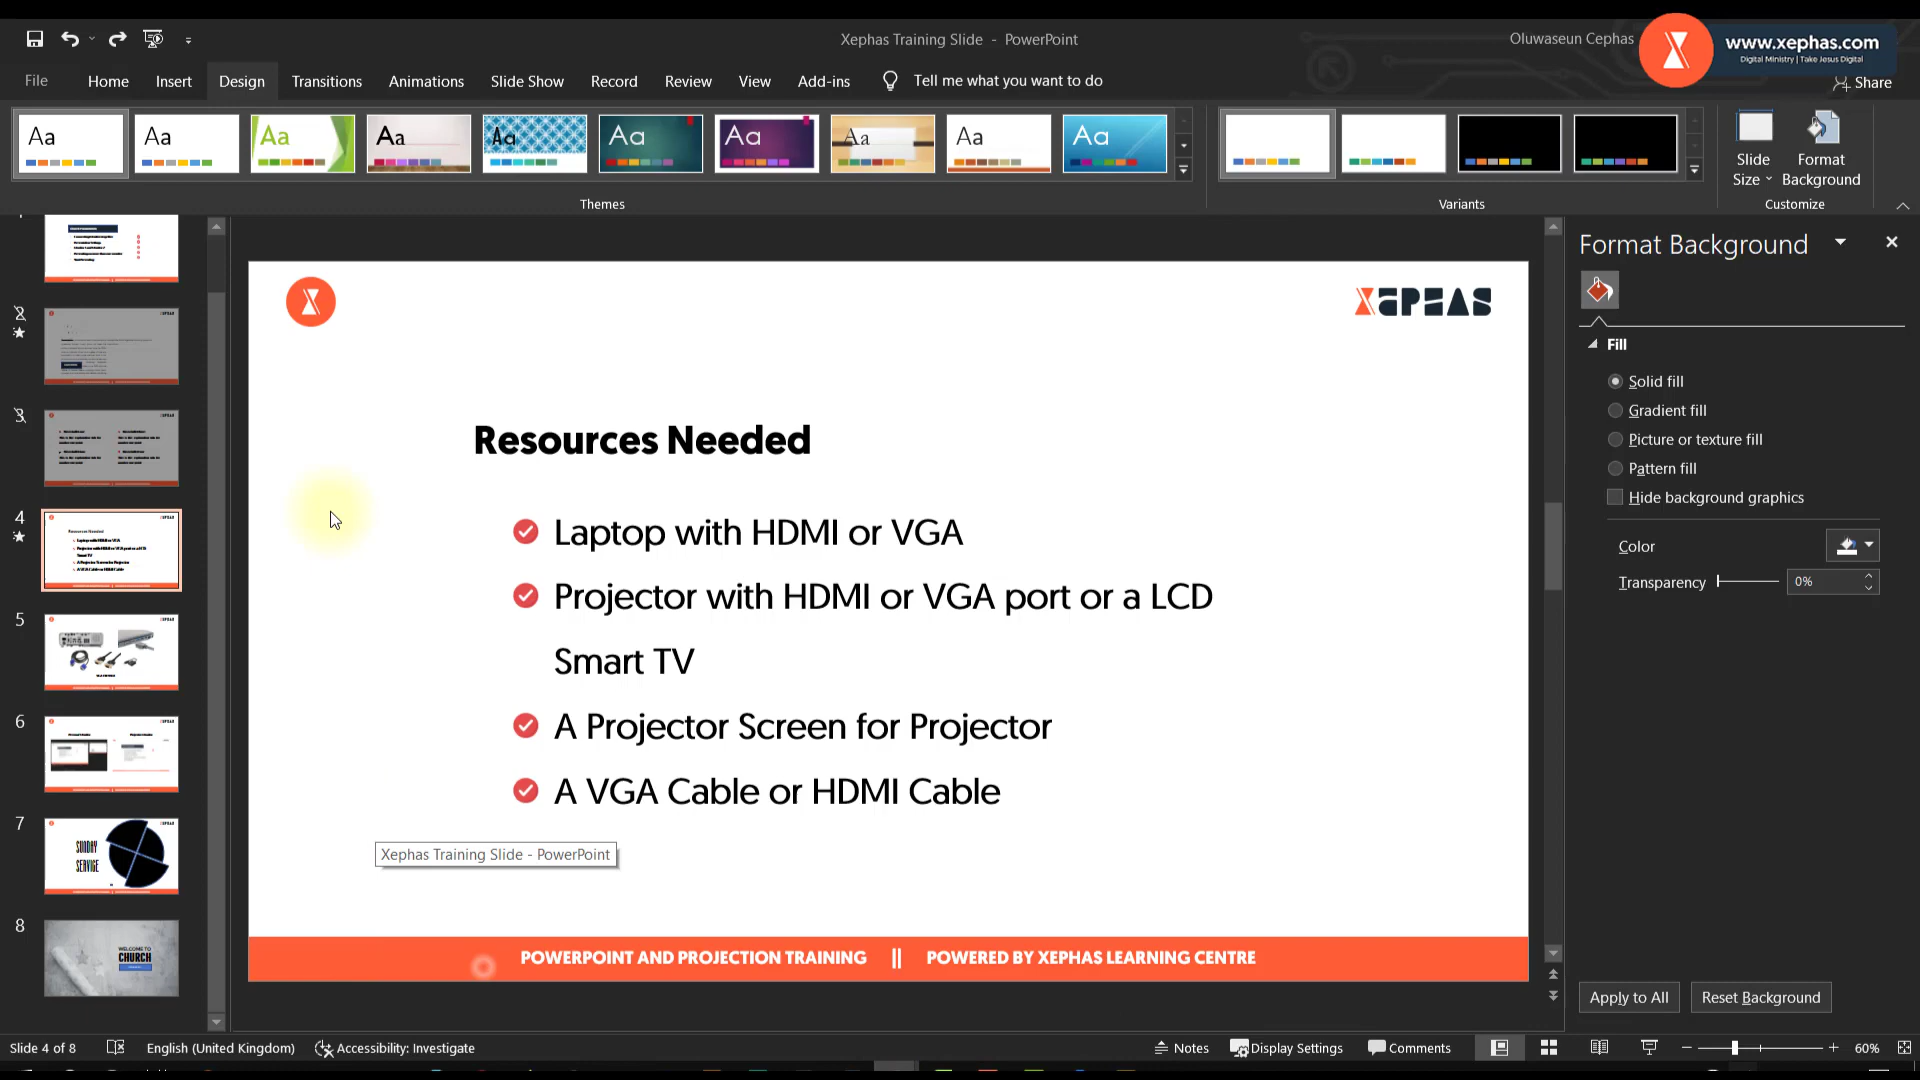 Xephas Training Slide - PowerPoint
Oluwaseun Cephas
www.xephas.com
Digital Ministry | Take Jesus Digital
File Home Insert Design Transitions Animations Slide Show Record Review View Add-ins Tell me what you want to do
Share
Aa Aa Aa Aa Aa Aa Aa Aa Aa Aa
Slide Size
Format Background
Themes
Variants
Customize
2
3
4
5
6
7
SUNDAY
SERVICE
8
WELCOME TO
CHURCH
XEPHAS
Resources Needed
Laptop with HDMI or VGA
Projector with HDMI or VGA port or a LCD
Smart TV
A Projector Screen for Projector
A VGA Cable or HDMI Cable
Xephas Training Slide - PowerPoint
POWERPOINT AND PROJECTION TRAINING || POWERED BY XEPHAS LEARNING CENTRE
Format Background
Fill
Solid fill
Gradient fill
Picture or texture fill
Pattern fill
Hide background graphics
Color
Transparency 0%
Apply to All Reset Background
Slide 4 of 8 English (United Kingdom) Accessibility: Investigate Notes Display Settings Comments 60%